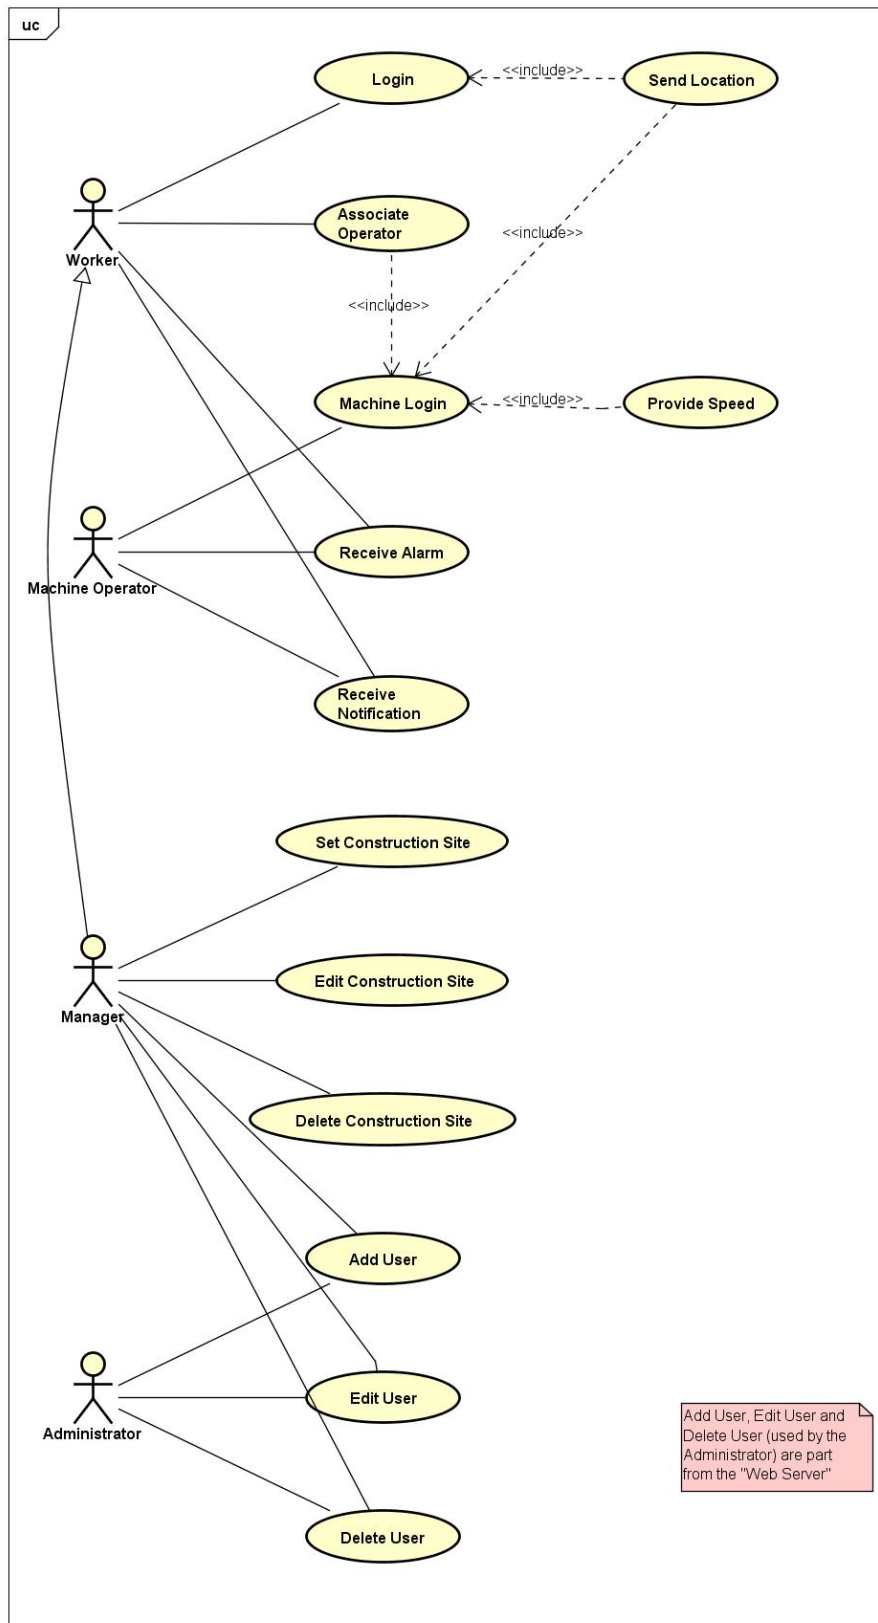 uc
Login
<<include>>
Send Location
Worker
Associate
Operator
<<include>>
<<include>>
Machine Login
<<include>>
Provide Speed
Machine Operator
Receive Alarm
Receive
Notification
Set Construction Site
Manager
Edit Construction Site
Delete Construction Site
Add User
Administrator
Edit User
Add User, Edit User and
Delete User (used by the
Administrator) are part
from the "Web Server"
Delete User